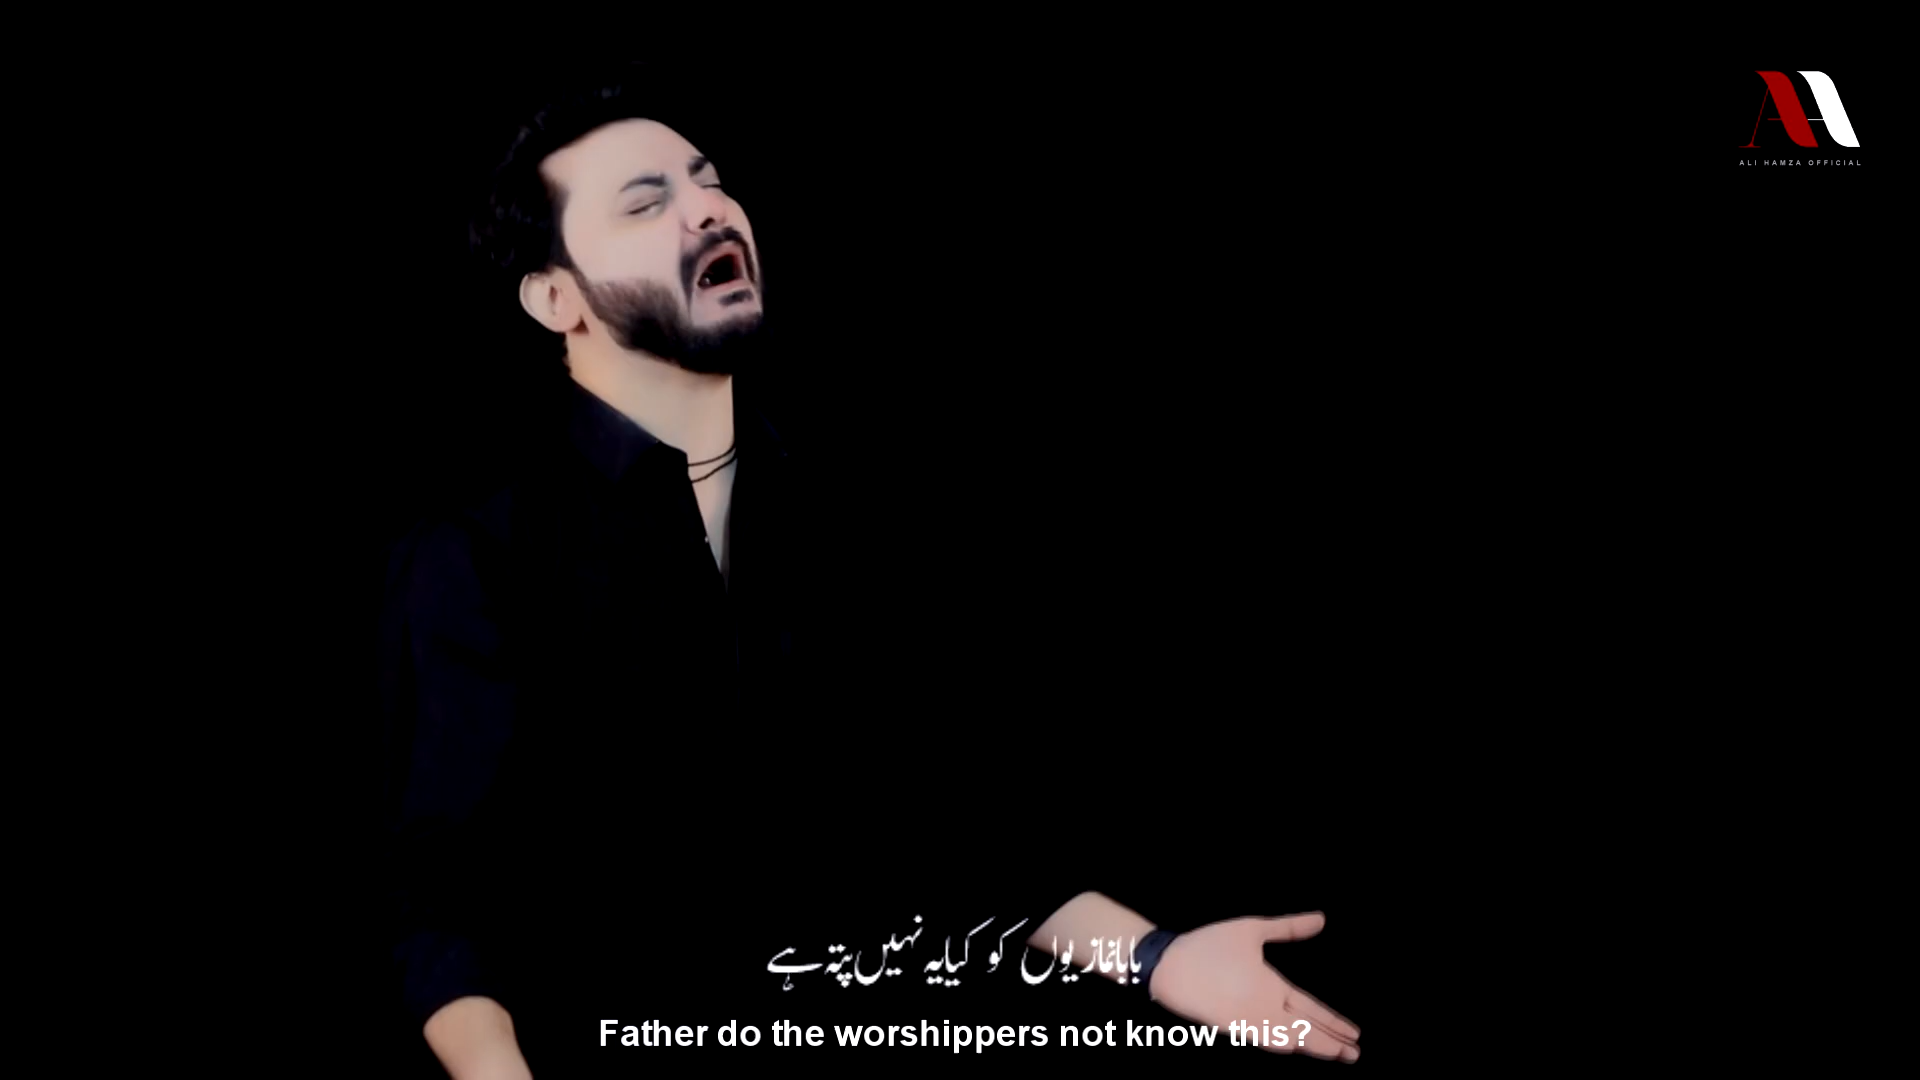 ALI HAMZA OFFICIAL
بابا نمازیوں کو کیا یہ نہیں پتہ ہے
Father do the worshippers not know this?